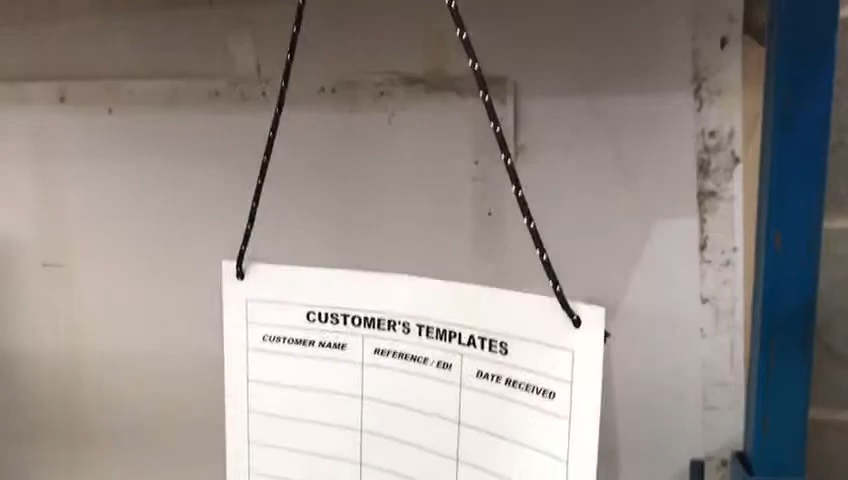 CUSTOMER'S TEMPLATES
CUSTOMER NAME REFERENCE / EDI DATE RECEIVED